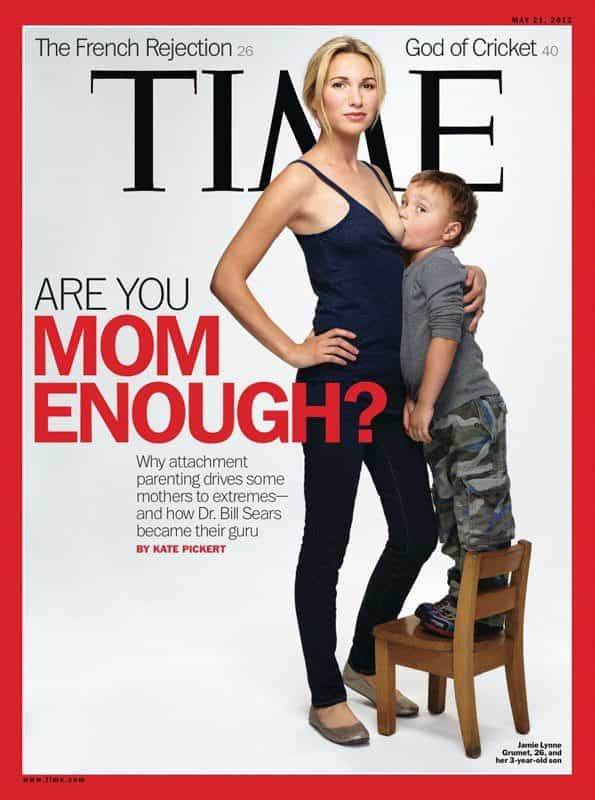 MAY 21, 2012
The French Rejection 26
God of Cricket 40
TIME
ARE YOU
MOM
ENOUGH?
Why attachment
parenting drives some
mothers to extremes—
and how Dr. Bill Sears
became their guru
BY KATE PICKERT
Jamie Lynne
Grumet, 26, and
her 3-year-old son
www.time.com